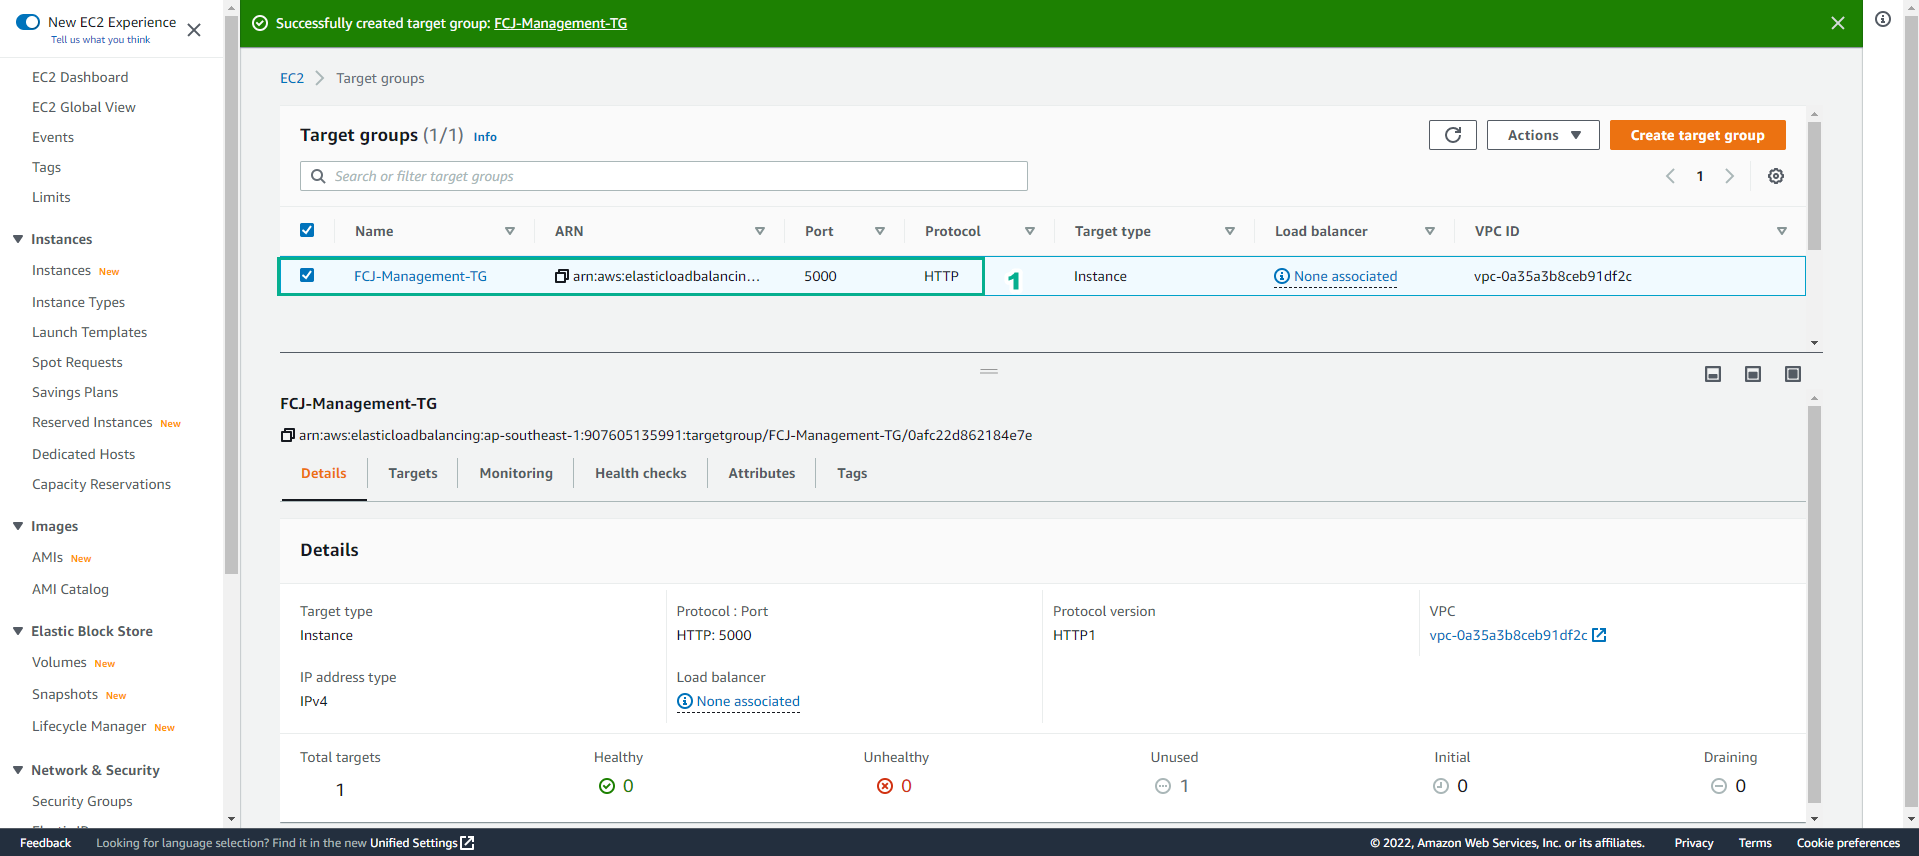 New EC2 Experience
Tell us what you think
EC2 Dashboard
EC2 Global View
Events
Tags
Limits
Instances
Instances New
Instance Types
Launch Templates
Spot Requests
Savings Plans
Reserved Instances New
Dedicated Hosts
Capacity Reservations
Images
AMIs New
AMI Catalog
Elastic Block Store
Volumes New
Snapshots New
Lifecycle Manager New
Network & Security
Security Groups
Successfully created target group: FCJ-Management-TG
EC2 Target groups
Target groups (1/1) Info
Actions
Create target group
Search or filter target groups
1
Name ARN Port Protocol Target type Load balancer VPC ID
FCJ-Management-TG arn:aws:elasticloadbalancin... 5000 HTTP 1 Instance None associated vpc-0a35a3b8ceb91df2c
FCJ-Management-TG
arn:aws:elasticloadbalancing:ap-southeast-1:907605135991:targetgroup/FCJ-Management-TG/0afc22d862184e7e
Details Targets Monitoring Health checks Attributes Tags
Details
Target type Protocol : Port Protocol version VPC
Instance HTTP: 5000 HTTP1 vpc-0a35a3b8ceb91df2c
IP address type Load balancer
IPv4 None associated
Total targets Healthy Unhealthy Unused Initial Draining
1 0 0 1 0 0
Feedback Looking for language selection? Find it in the new Unified Settings © 2022, Amazon Web Services, Inc. or its affiliates. Privacy Terms Cookie preferences